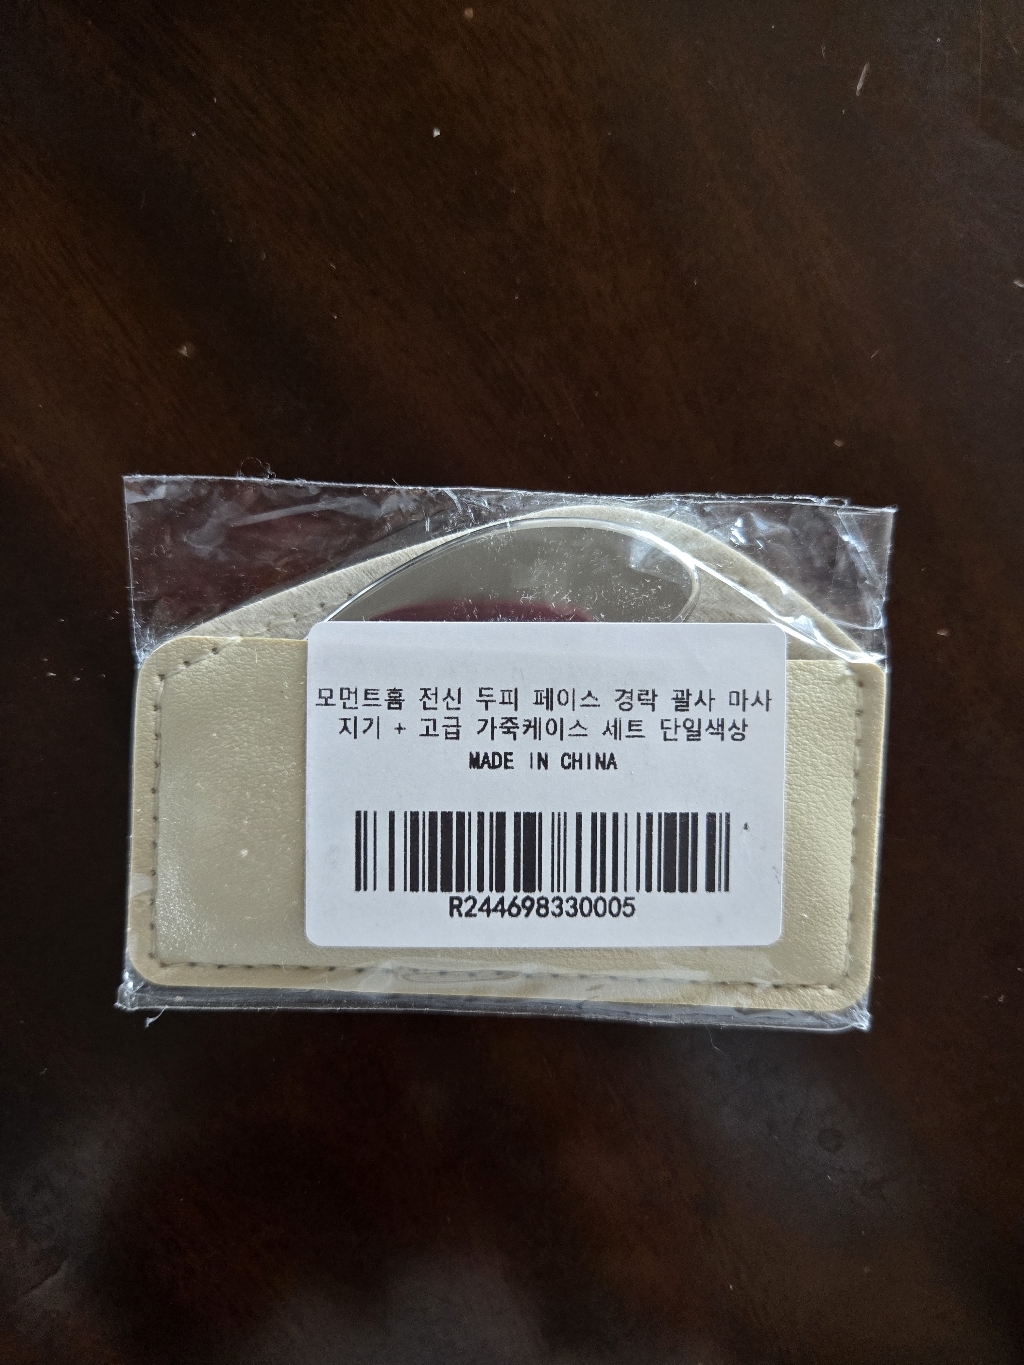 모먼트홈 전신 두피 페이스 경락 괄사 마사
지기 + 고급 가죽케이스 세트 단일색상
MADE IN CHINA
R244698330005